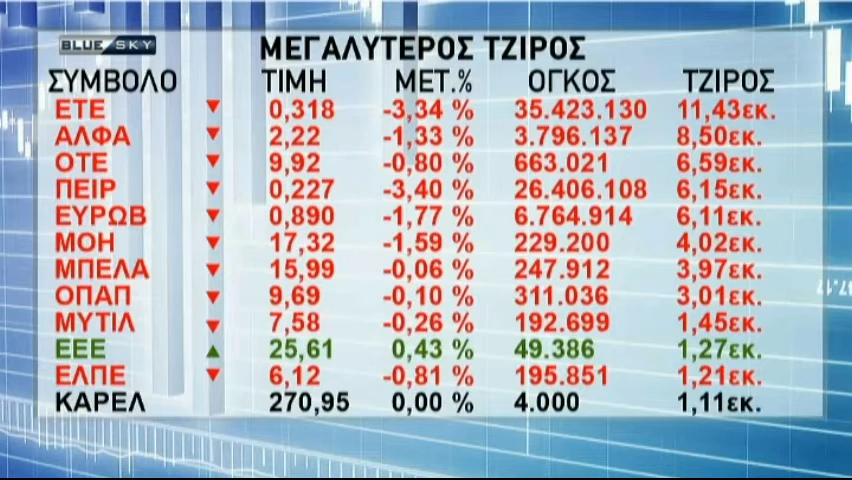 BLUE SKY
ΜΕΓΑΛΥΤΕΡΟΣ ΤΖΙΡΟΣ
ΣΥΜΒΟΛΟ ΤΙΜΗ ΜΕΤ.% ΟΓΚΟΣ ΤΖΙΡΟΣ
ΕΤΕ ▼ 0,318 -3,34 % 35.423.130 11,43εκ.
ΑΛΦΑ ▼ 2,22 -1,33 % 3.796.137 8,50εκ.
ΟΤΕ ▼ 9,92 -0,80 % 663.021 6,59εκ.
ΠΕΙΡ ▼ 0,227 -3,40 % 26.406.108 6,15εκ.
ΕΥΡΩΒ ▼ 0,890 -1,77 % 6.764.914 6,11εκ.
ΜΟΗ ▼ 17,32 -1,59 % 229.200 4,02εκ.
ΜΠΕΛΑ ▼ 15,99 -0,06 % 247.912 3,97εκ.
ΟΠΑΠ ▼ 9,69 -0,10 % 311.036 3,01εκ.
ΜΥΤΙΛ ▼ 7,58 -0,26 % 192.699 1,45εκ.
ΕΕΕ ▲ 25,61 0,43 % 49.386 1,27εκ.
ΕΛΠΕ ▼ 6,12 -0,81 % 195.851 1,21εκ.
ΚΑΡΕΛ 270,95 0,00 % 4.000 1,11εκ.